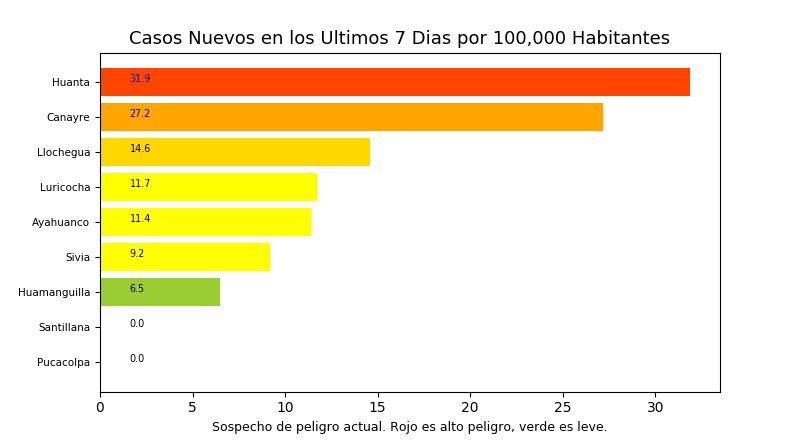 Casos Nuevos en los Ultimos 7 Dias por 100,000 Habitantes
Huanta 31.9
Canayre 27.2
Llochegua 14.6
Luricocha 11.7
Ayahuanco 11.4
Sivia 9.2
Huamanguilla 6.5
Santillana 0.0
Pucacolpa 0.0
0 5 10 15 20 25 30
Sospecho de peligro actual. Rojo es alto peligro, verde es leve.